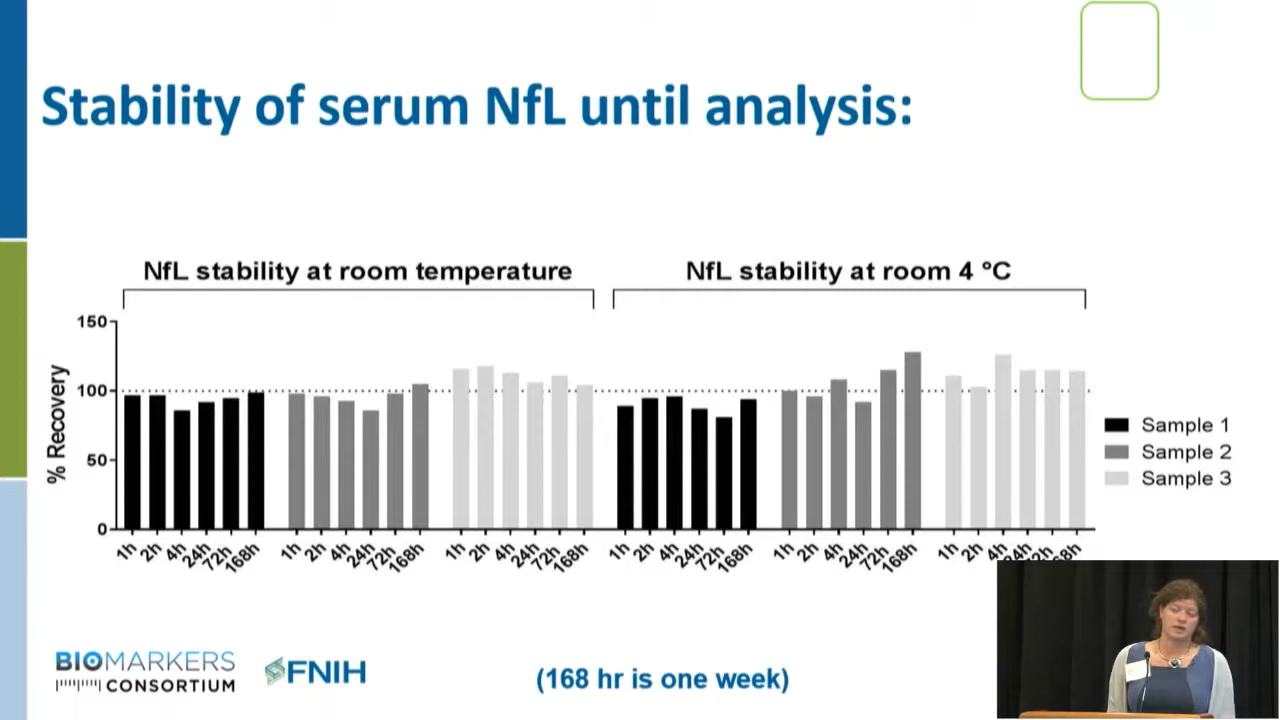 Stability of serum NfL until analysis:
NfL stability at room temperature
NfL stability at room 4 °C
150
100
50
0
% Recovery
1h 2h 4h 24h 72h 168h 1h 2h 4h 24h 72h 168h 1h 2h 4h 24h 72h 168h 1h 2h 4h 24h 72h 168h 1h 2h 4h 24h 72h 168h 1h 2h 4h
Sample 1
Sample 2
Sample 3
BIOMARKERS
CONSORTIUM
FNIH
(168 hr is one week)